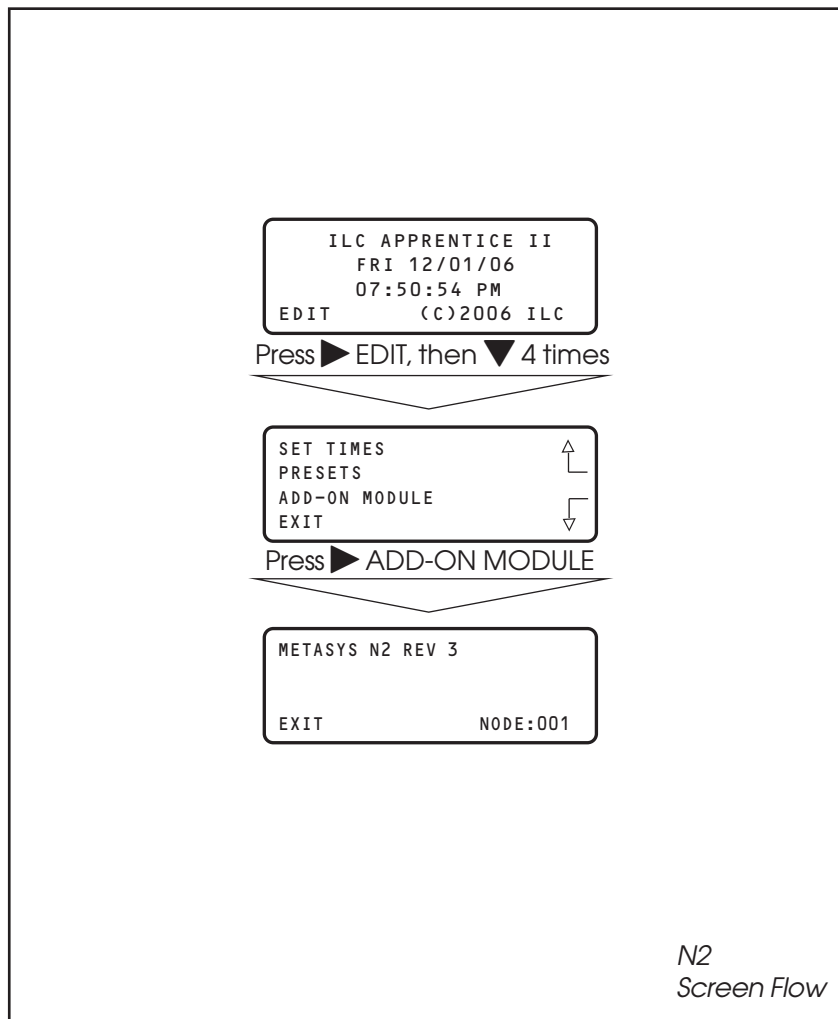 ILC APPRENTICE II
FRI 12/01/06
07:50:54 PM
EDIT (C)2006 ILC
Press ▶ EDIT, then ▼ 4 times
SET TIMES
PRESETS
ADD-ON MODULE
EXIT
Press ▶ ADD-ON MODULE
METASYS N2 REV 3
EXIT NODE:001
N2
Screen Flow